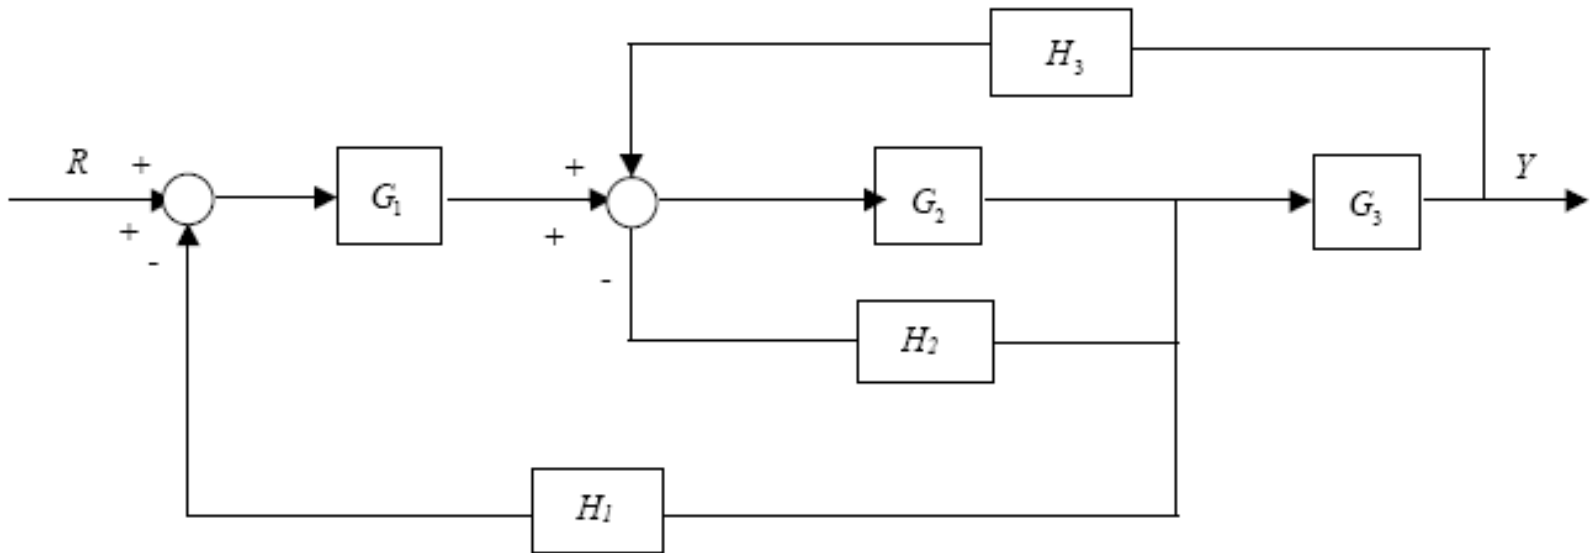 H3
R + G1 + G2 G3 Y
+ +
- -
H2
H1